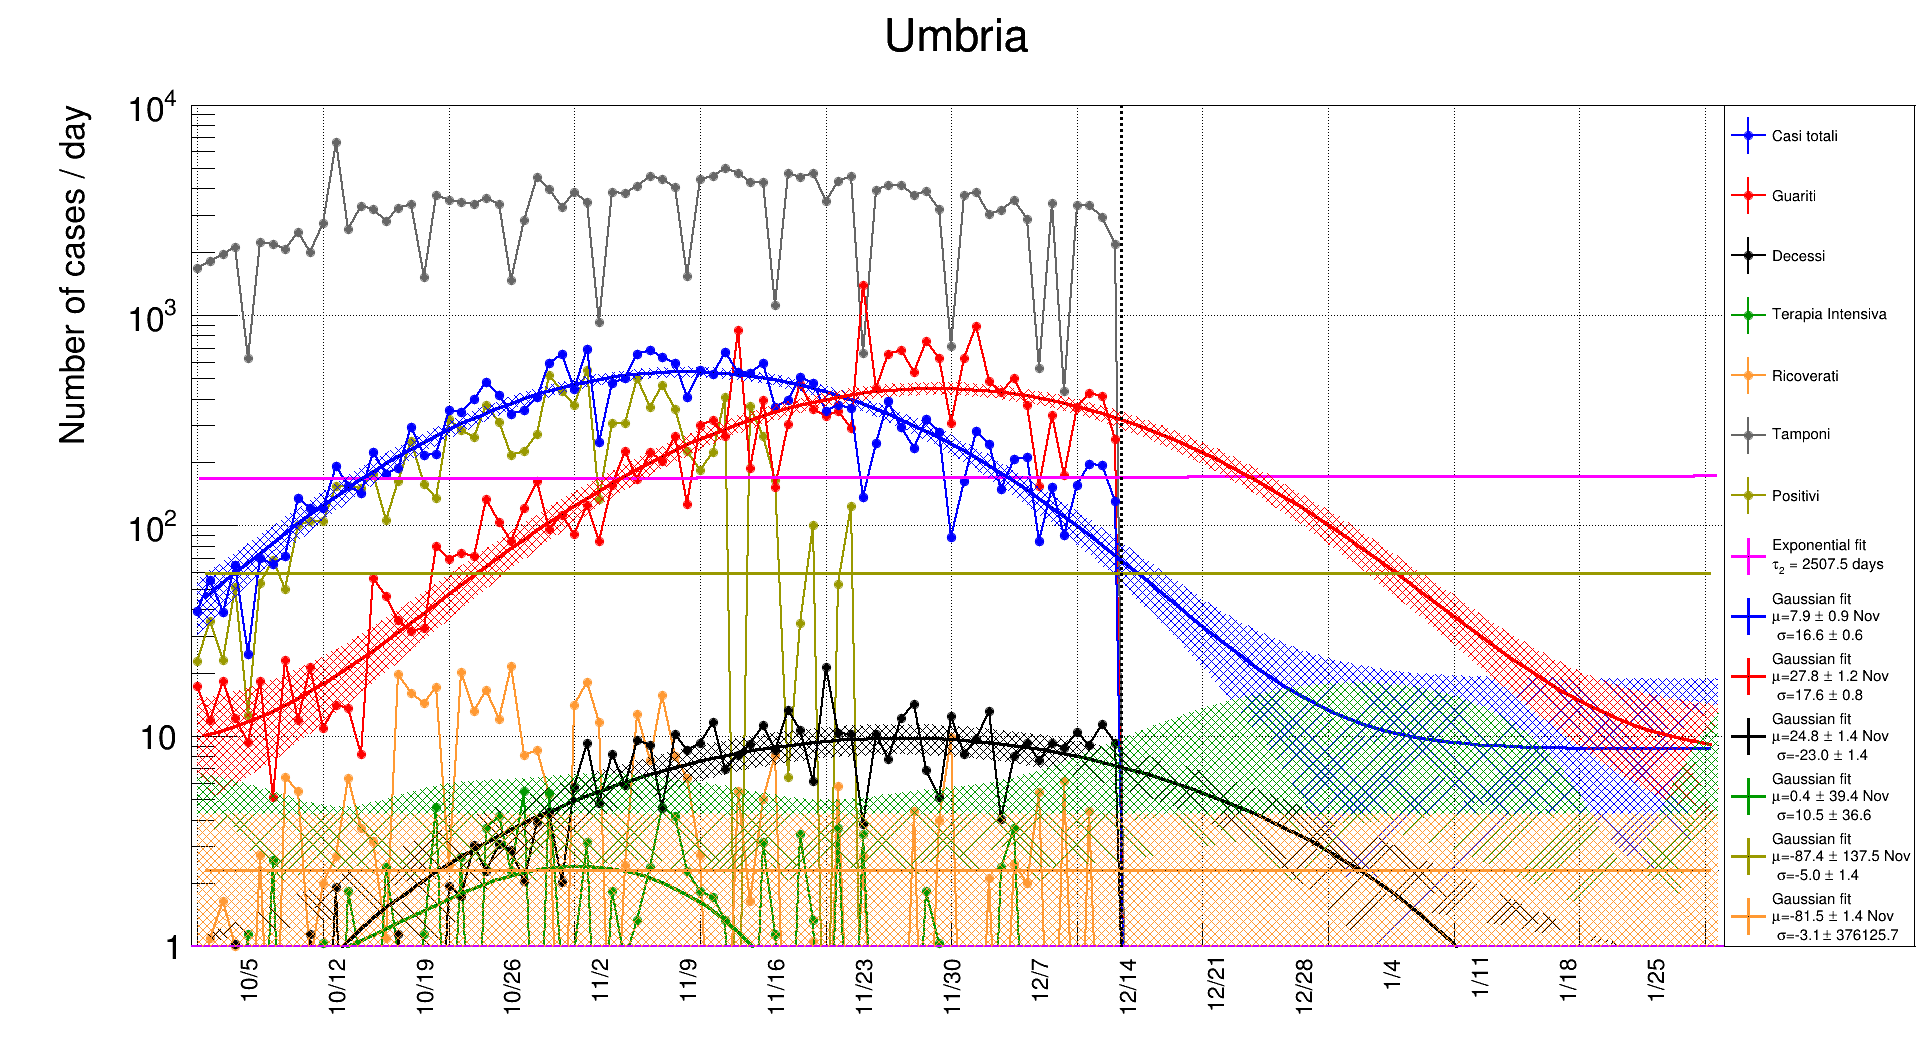 Umbria
Number of cases / day
10^4
10^3
10^2
10
1
10/5
10/12
10/19
10/26
11/2
11/9
11/16
11/23
11/30
12/7
12/14
12/21
12/28
1/4
1/11
1/18
1/25
Casi totali
Guariti
Decessi
Terapia Intensiva
Ricoverati
Tamponi
Positivi
Exponential fit
τ₂ = 2507.5 days
Gaussian fit
μ=7.9 ± 0.9 Nov
σ=16.6 ± 0.6
Gaussian fit
μ=27.8 ± 1.2 Nov
σ=17.6 ± 0.8
Gaussian fit
μ=24.8 ± 1.4 Nov
σ=-23.0 ± 1.4
Gaussian fit
μ=0.4 ± 39.4 Nov
σ=10.5 ± 36.6
Gaussian fit
μ=-87.4 ± 137.5 Nov
σ=-5.0 ± 1.4
Gaussian fit
μ=-81.5 ± 1.4 Nov
σ=-3.1 ± 376125.7